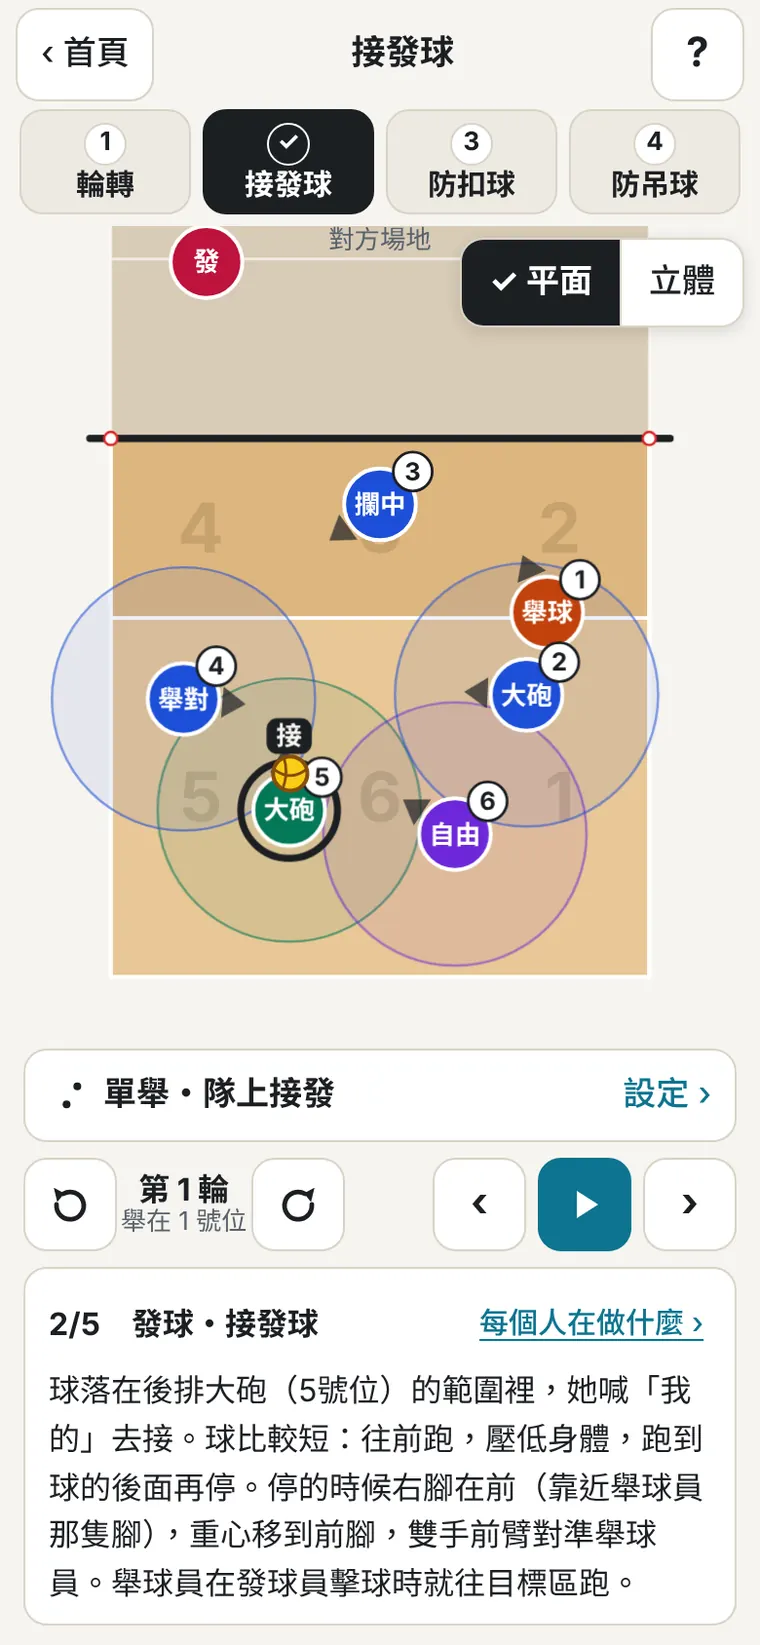 ‹ 首頁
接發球
?
1
輪轉
接發球
3
防扣球
4
防吊球
對方場地
發
平面
立體
3
攔中
4
2
1
舉球
4
舉對
2
大砲
接
5
5
大砲
6
6
自由
1
單舉・隊上接發
設定 ›
第 1 輪
舉在 1 號位
‹
›
2/5 發球・接發球
每個人在做什麼 ›
球落在後排大砲（5號位）的範圍裡，她喊「我
的」去接。球比較短：往前跑，壓低身體，跑到
球的後面再停。停的時候右腳在前（靠近舉球員
那隻腳），重心移到前腳，雙手前臂對準舉球
員。舉球員在發球員擊球時就往目標區跑。